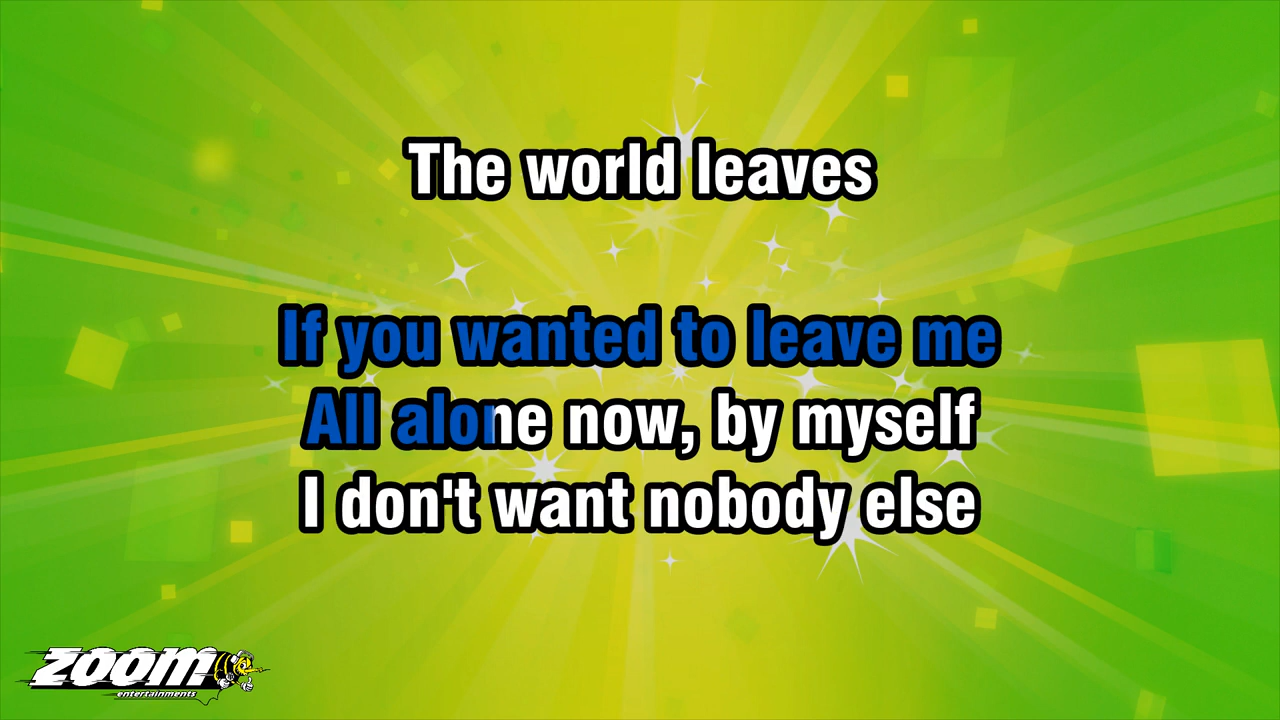 The world leaves
If you wanted to leave me
All alone now, by myself
I don't want nobody else
zoom
entertainments